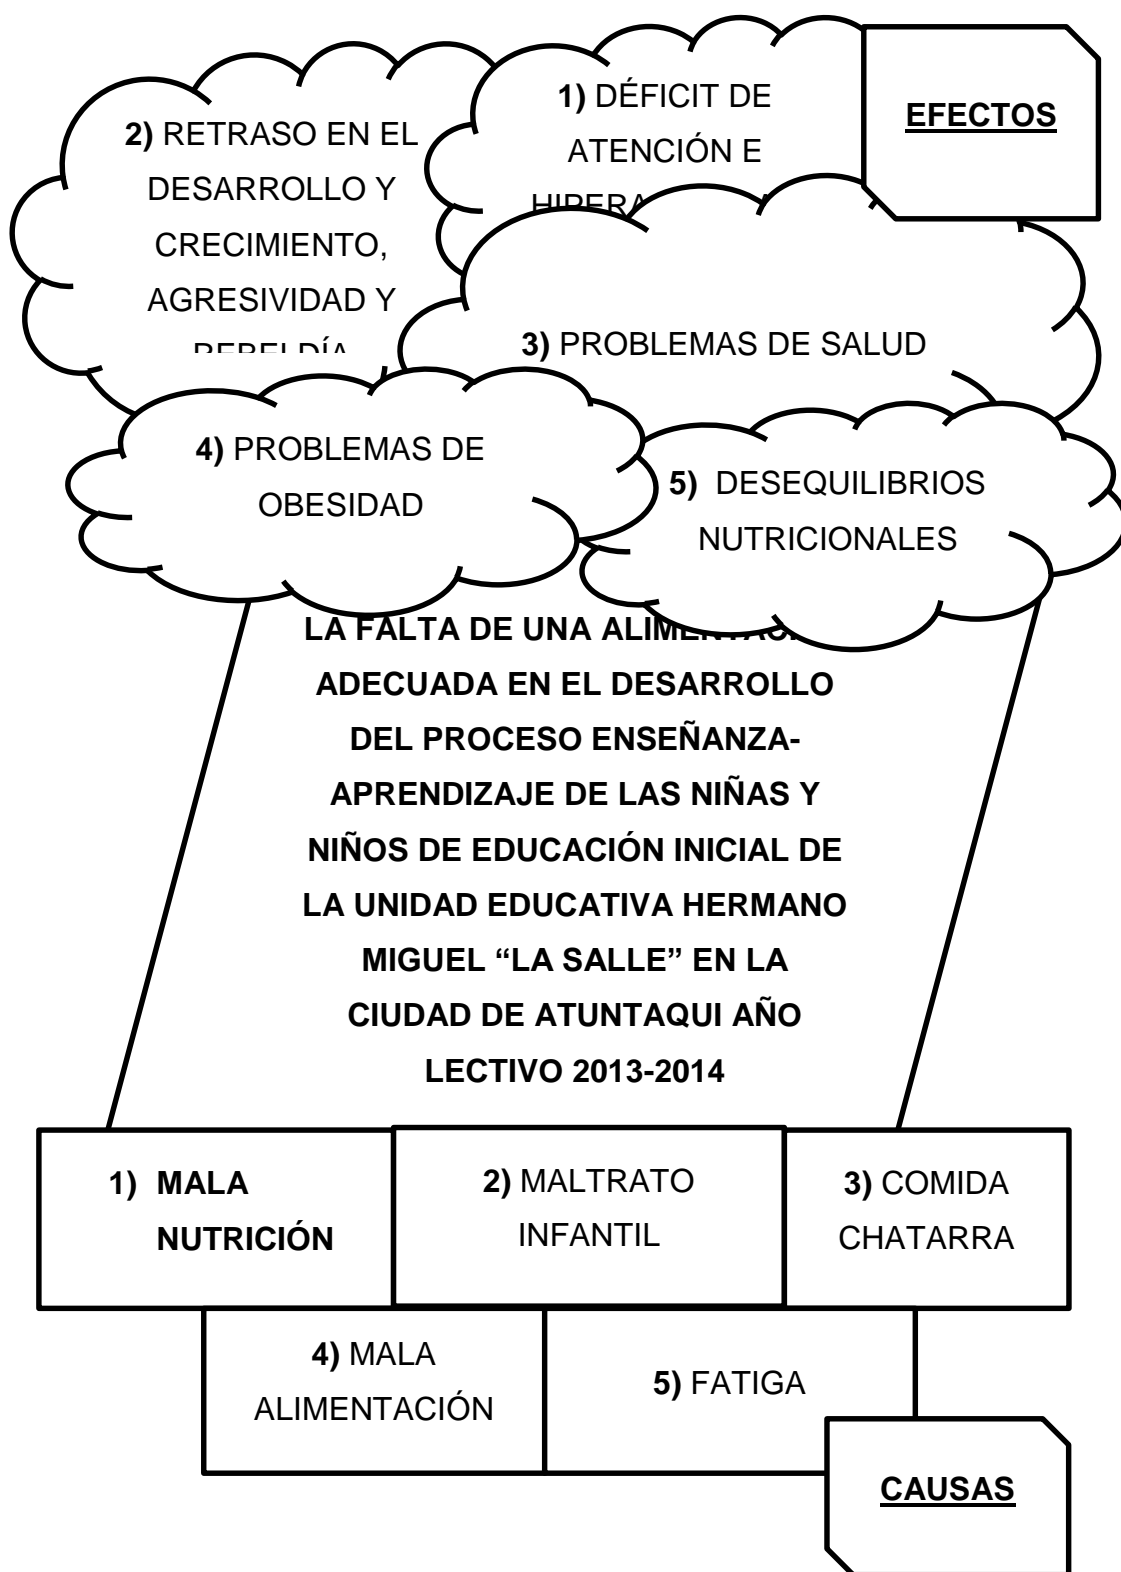 1) DÉFICIT DE
ATENCIÓN E
EFECTOS
2) RETRASO EN EL
DESARROLLO Y
CRECIMIENTO,
AGRESIVIDAD Y
REBELDÍA
3) PROBLEMAS DE SALUD
4) PROBLEMAS DE
OBESIDAD
5) DESEQUILIBRIOS
NUTRICIONALES
LA FALTA DE UNA ALIMENTACIÓN
ADECUADA EN EL DESARROLLO
DEL PROCESO ENSEÑANZA-
APRENDIZAJE DE LAS NIÑAS Y
NIÑOS DE EDUCACIÓN INICIAL DE
LA UNIDAD EDUCATIVA HERMANO
MIGUEL “LA SALLE” EN LA
CIUDAD DE ATUNTAQUI AÑO
LECTIVO 2013-2014
1) MALA
NUTRICIÓN
2) MALTRATO
INFANTIL
3) COMIDA
CHATARRA
4) MALA
ALIMENTACIÓN
5) FATIGA
CAUSAS